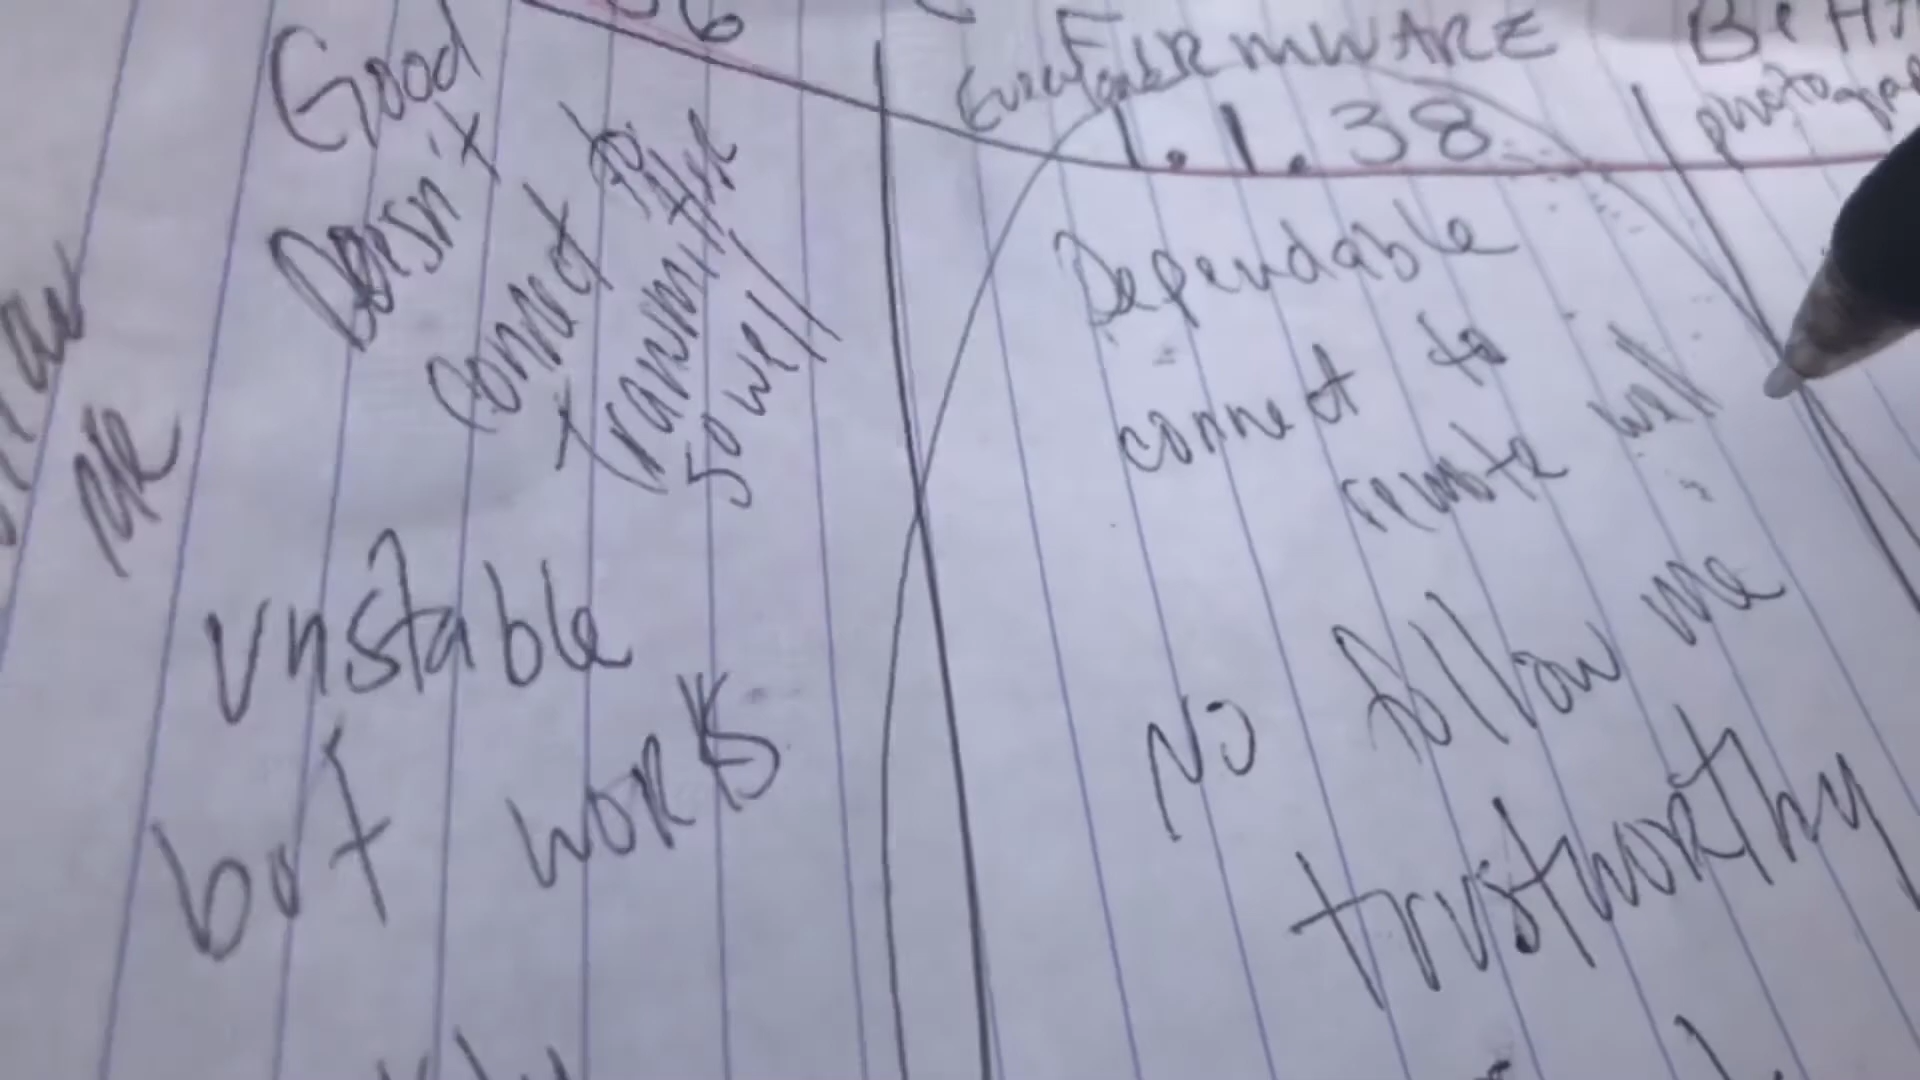 Good
Doesn't
connect to
transmitter
so well
unstable
but works
FIRMWARE
1.1.38
Dependable
connect to
remote well
No follow me
trustworthy